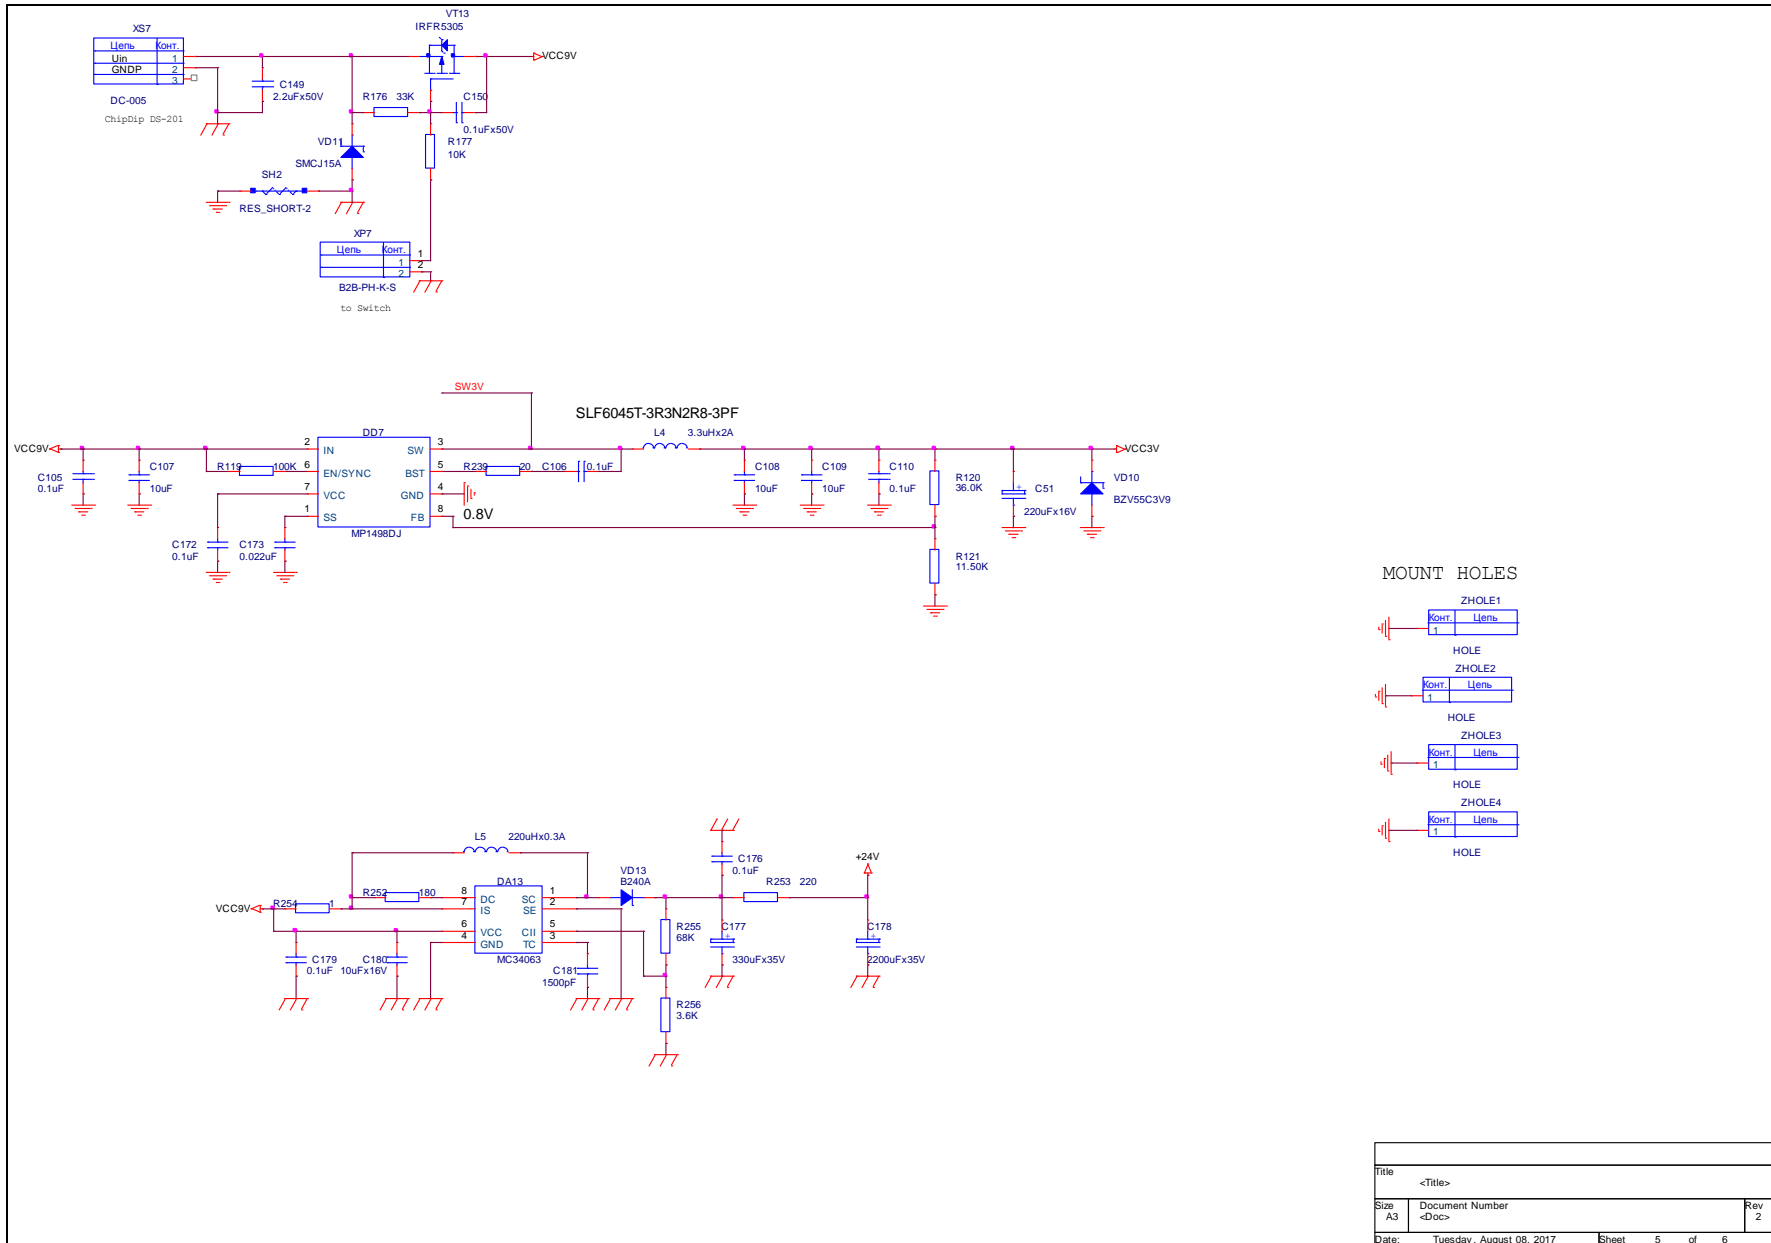 XS7
Цепь Конт.
Uin 1
GNDP 2
3
DC-005
ChipDip DS-201
C149
2.2uFx50V
VT13
IRFR5305
VCC9V
R176 33K
C150
0.1uFx50V
R177
10K
VD11
SMCJ15A
SH2
RES_SHORT-2
XP7
Цепь Конт.
1 1
2 2
B2B-PH-K-S
to Switch
SW3V
SLF6045T-3R3N2R8-3PF
L4 3.3uHx2A
VCC9V
C105
0.1uF
C107
10uF
R119 100K
DD7
2 IN SW 3
6 EN/SYNC BST 5
7 VCC GND 4
1 SS FB 8
MP1498DJ
0.8V
R239 20 C106 0.1uF
C172
0.1uF
C173
0.022uF
C108
10uF
C109
10uF
C110
0.1uF
R120
36.0K
R121
11.50K
C51
220uFx16V
VCC3V
VD10
BZV55C3V9
MOUNT HOLES
ZHOLE1
Конт. Цепь
1
HOLE
ZHOLE2
Конт. Цепь
1
HOLE
ZHOLE3
Конт. Цепь
1
HOLE
ZHOLE4
Конт. Цепь
1
HOLE
L5 220uHx0.3A
R252 180
R254 1
VCC9V
DA13
8 DC SC 1
7 IS SE 2
6 VCC CII 5
4 GND TC 3
MC34063
C179
0.1uF
C180
10uFx16V
C181
1500pF
VD13
B240A
C176
0.1uF
R253 220
+24V
R255
68K
C177
330uFx35V
C178
2200uFx35V
R256
3.6K
Title
<Title>
Size Document Number Rev
A3 <Doc> 2
Date: Tuesday, August 08, 2017 Sheet 5 of 6